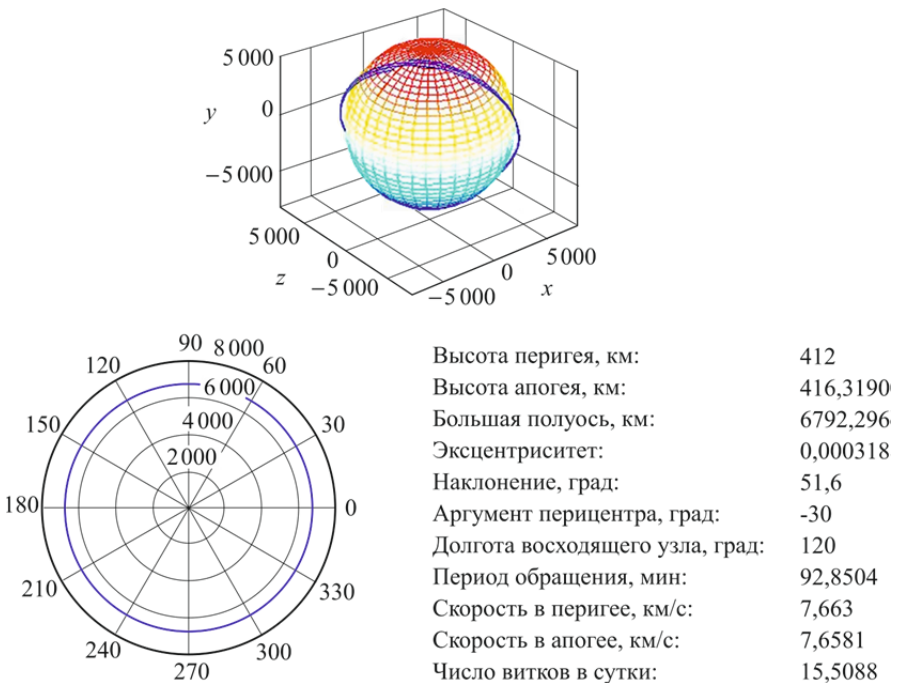 5 000
0
−5 000
y
5 000
0
−5 000
z
−5 000
0
5 000
x
90
8 000
120
60
6 000
150
4 000
30
2 000
180
0
210
330
240
300
270
Высота перигея, км: 412
Высота апогея, км: 416,3190
Большая полуось, км: 6792,296
Эксцентриситет: 0,000318
Наклонение, град: 51,6
Аргумент перицентра, град: -30
Долгота восходящего узла, град: 120
Период обращения, мин: 92,8504
Скорость в перигее, км/с: 7,663
Скорость в апогее, км/с: 7,6581
Число витков в сутки: 15,5088